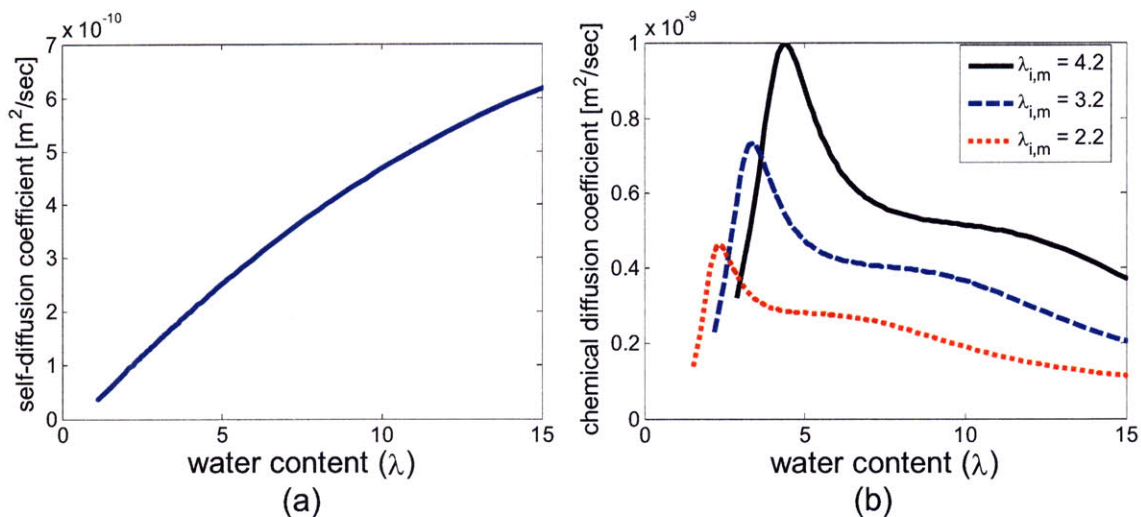 x 10⁻¹⁰
7
6
5
4
3
2
1
0
self-diffusion coefficient [m²/sec]
0 5 10 15
water content (λ)
(a)
x 10⁻⁹
1
0.8
0.6
0.4
0.2
0
chemical diffusion coefficient [m²/sec]
λi,m = 4.2
λi,m = 3.2
λi,m = 2.2
0 5 10 15
water content (λ)
(b)